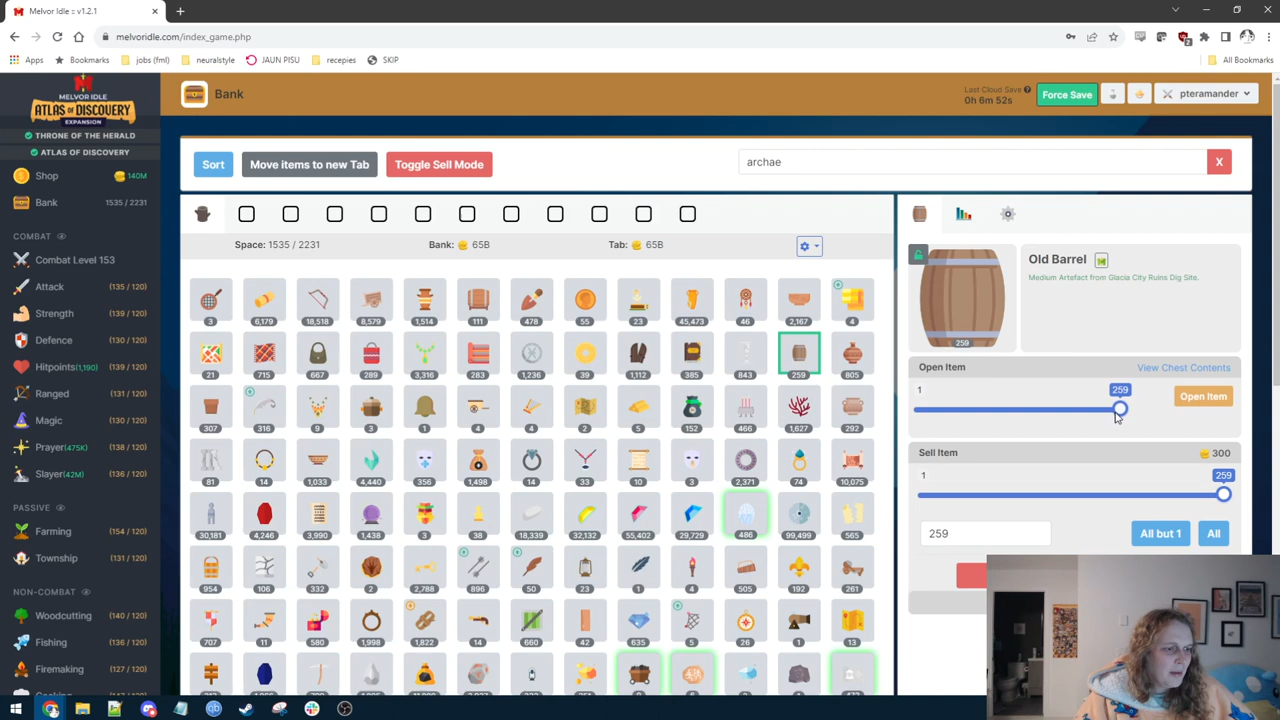 Melvor Idle :: v1.2.1
melvoridle.com/index_game.php
Apps Bookmarks jobs (fml) neuralstyle JAUN PISU recepies SKIP All Bookmarks
MELVOR IDLE
ATLAS OF DISCOVERY
EXPANSION
THRONE OF THE HERALD
ATLAS OF DISCOVERY
Shop 140M
Bank 1535 / 2231
COMBAT
Combat Level 153
Attack (135 / 120)
Strength (139 / 120)
Defence (130 / 120)
Hitpoints (1,190) (136 / 120)
Ranged (131 / 120)
Magic (130 / 120)
Prayer (475K) (138 / 120)
Slayer (42M) (136 / 120)
PASSIVE
Farming (154 / 120)
Township (131 / 120)
NON-COMBAT
Woodcutting (140 / 120)
Fishing (136 / 120)
Firemaking (127 / 120)
Bank
Last Cloud Save
0h 6m 52s
Force Save
pteramander
Sort Move items to new Tab Toggle Sell Mode archae X
Space: 1535 / 2231 Bank: 65B Tab: 65B
3 6,179 18,518 8,579 1,514 111 478 55 23 45,473 46 2,167 4
21 715 667 289 3,316 283 1,236 39 1,112 385 843 259 805
307 316 9 3 1 4 4 2 5 152 466 1,627 292
81 14 1,033 4,440 356 1,498 14 33 10 3 2,371 74 10,075
30,181 4,246 3,990 1,438 3 38 18,339 32,132 55,402 29,729 486 99,499 565
954 106 332 2 2,788 896 50 23 1 4 505 192 261
707 11 580 1,998 1,822 14 660 42 635 5 26 1 13
Old Barrel
Medium Artefact from Glacia City Ruins Dig Site.
259
Open Item View Chest Contents
1 259
Open Item
Sell Item 300
1 259
259 All but 1 All